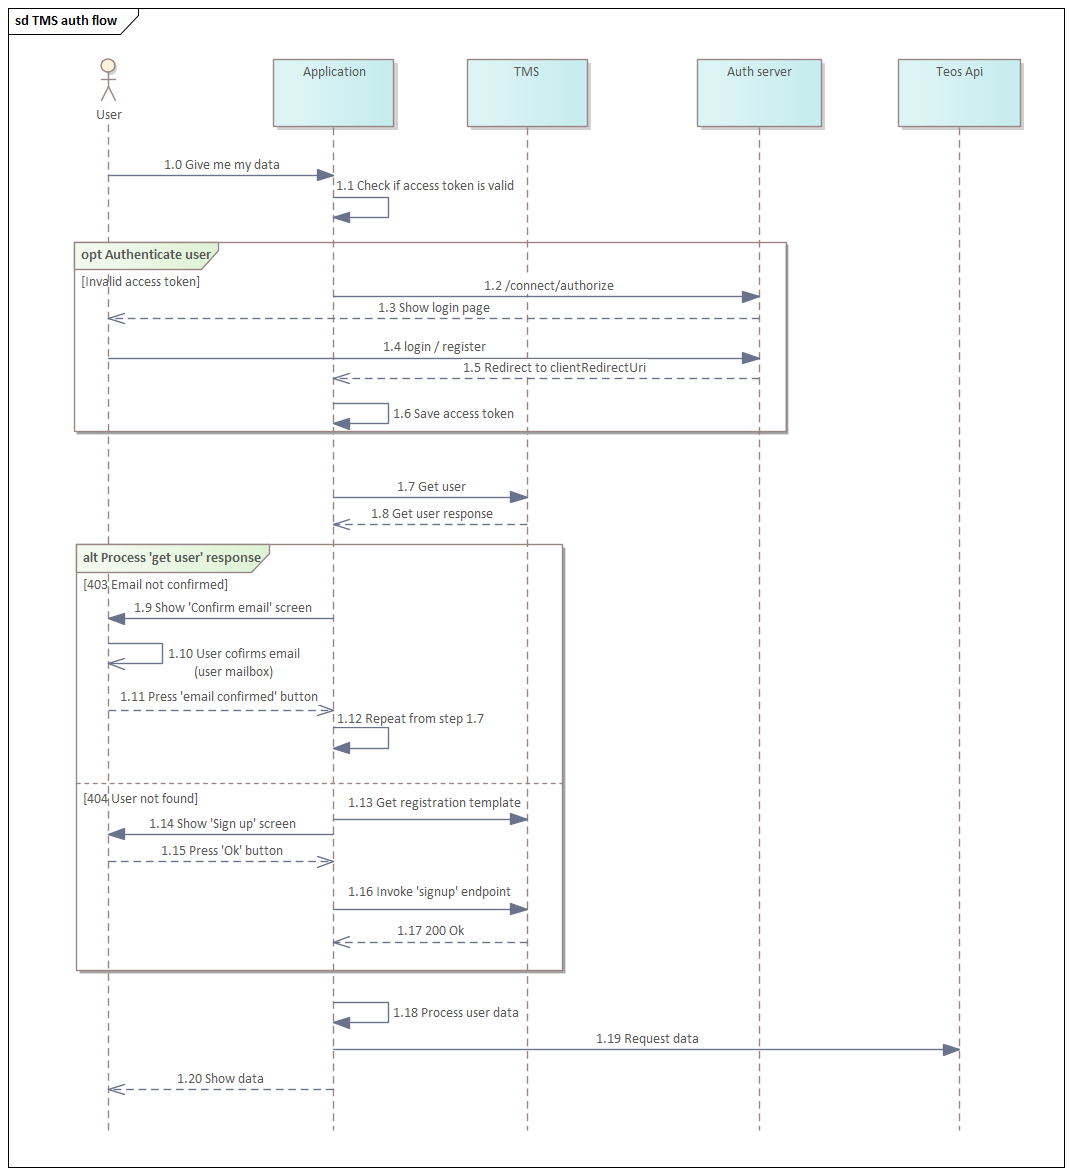 sd TMS auth flow
User
Application
TMS
Auth server
Teos Api
1.0 Give me my data
1.1 Check if access token is valid
opt Authenticate user
[Invalid access token]
1.2 /connect/authorize
1.3 Show login page
1.4 login / register
1.5 Redirect to clientRedirectUri
1.6 Save access token
1.7 Get user
1.8 Get user response
alt Process 'get user' response
[403 Email not confirmed]
1.9 Show 'Confirm email' screen
1.10 User cofirms email
(user mailbox)
1.11 Press 'email confirmed' button
1.12 Repeat from step 1.7
[404 User not found]
1.13 Get registration template
1.14 Show 'Sign up' screen
1.15 Press 'Ok' button
1.16 Invoke 'signup' endpoint
1.17 200 Ok
1.18 Process user data
1.19 Request data
1.20 Show data